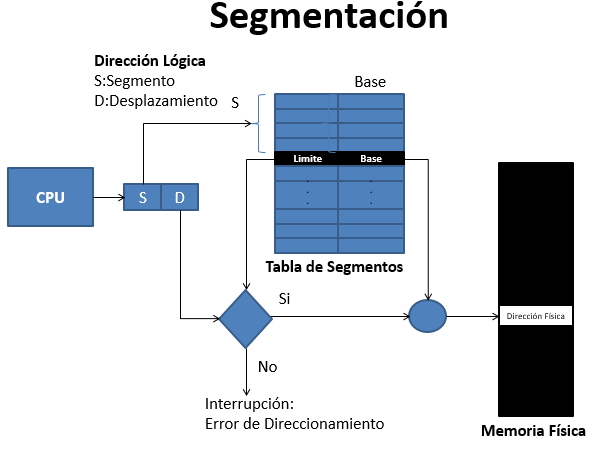 Segmentación
Dirección Lógica
S:Segmento
D:Desplazamiento
S
Base
Limite
Base
CPU
S
D
Tabla de Segmentos
Si
Dirección Física
No
Interrupción:
Error de Direccionamiento
Memoria Física